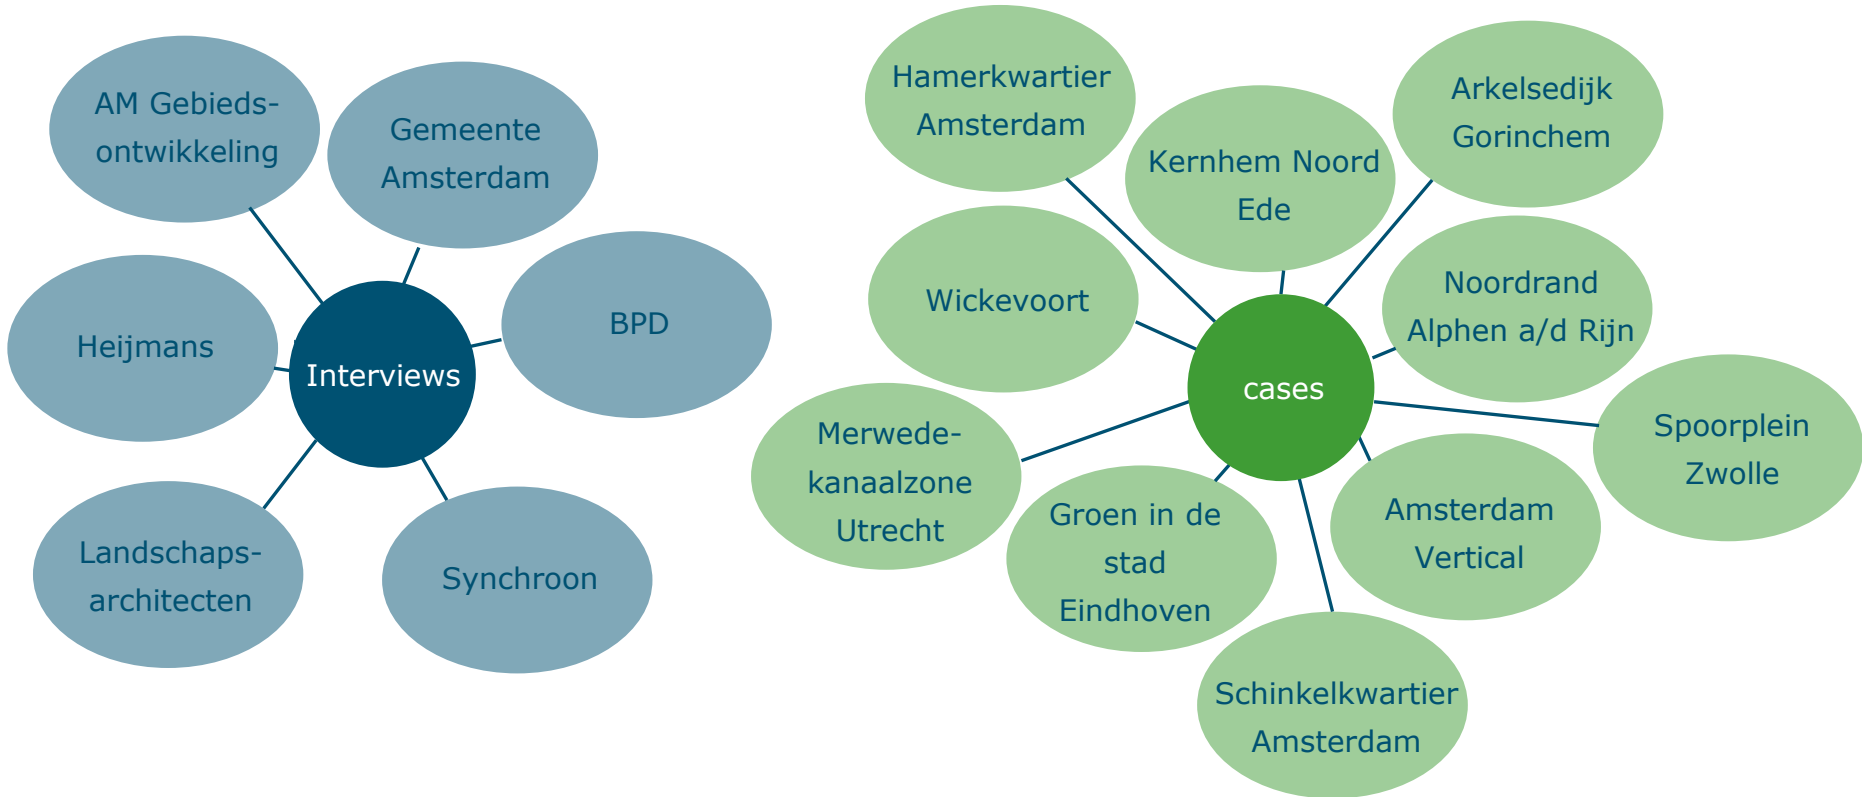 AM Gebieds-
ontwikkeling
Gemeente
Amsterdam
Heijmans
BPD
Interviews
Landschaps-
architecten
Synchroon
Hamerkwartier
Amsterdam
Kernhem Noord
Ede
Arkelsedijk
Gorinchem
Wickevoort
Noordrand
Alphen a/d Rijn
cases
Merwede-
kanaalzone
Utrecht
Groen in de
stad
Eindhoven
Amsterdam
Vertical
Spoorplein
Zwolle
Schinkelkwartier
Amsterdam